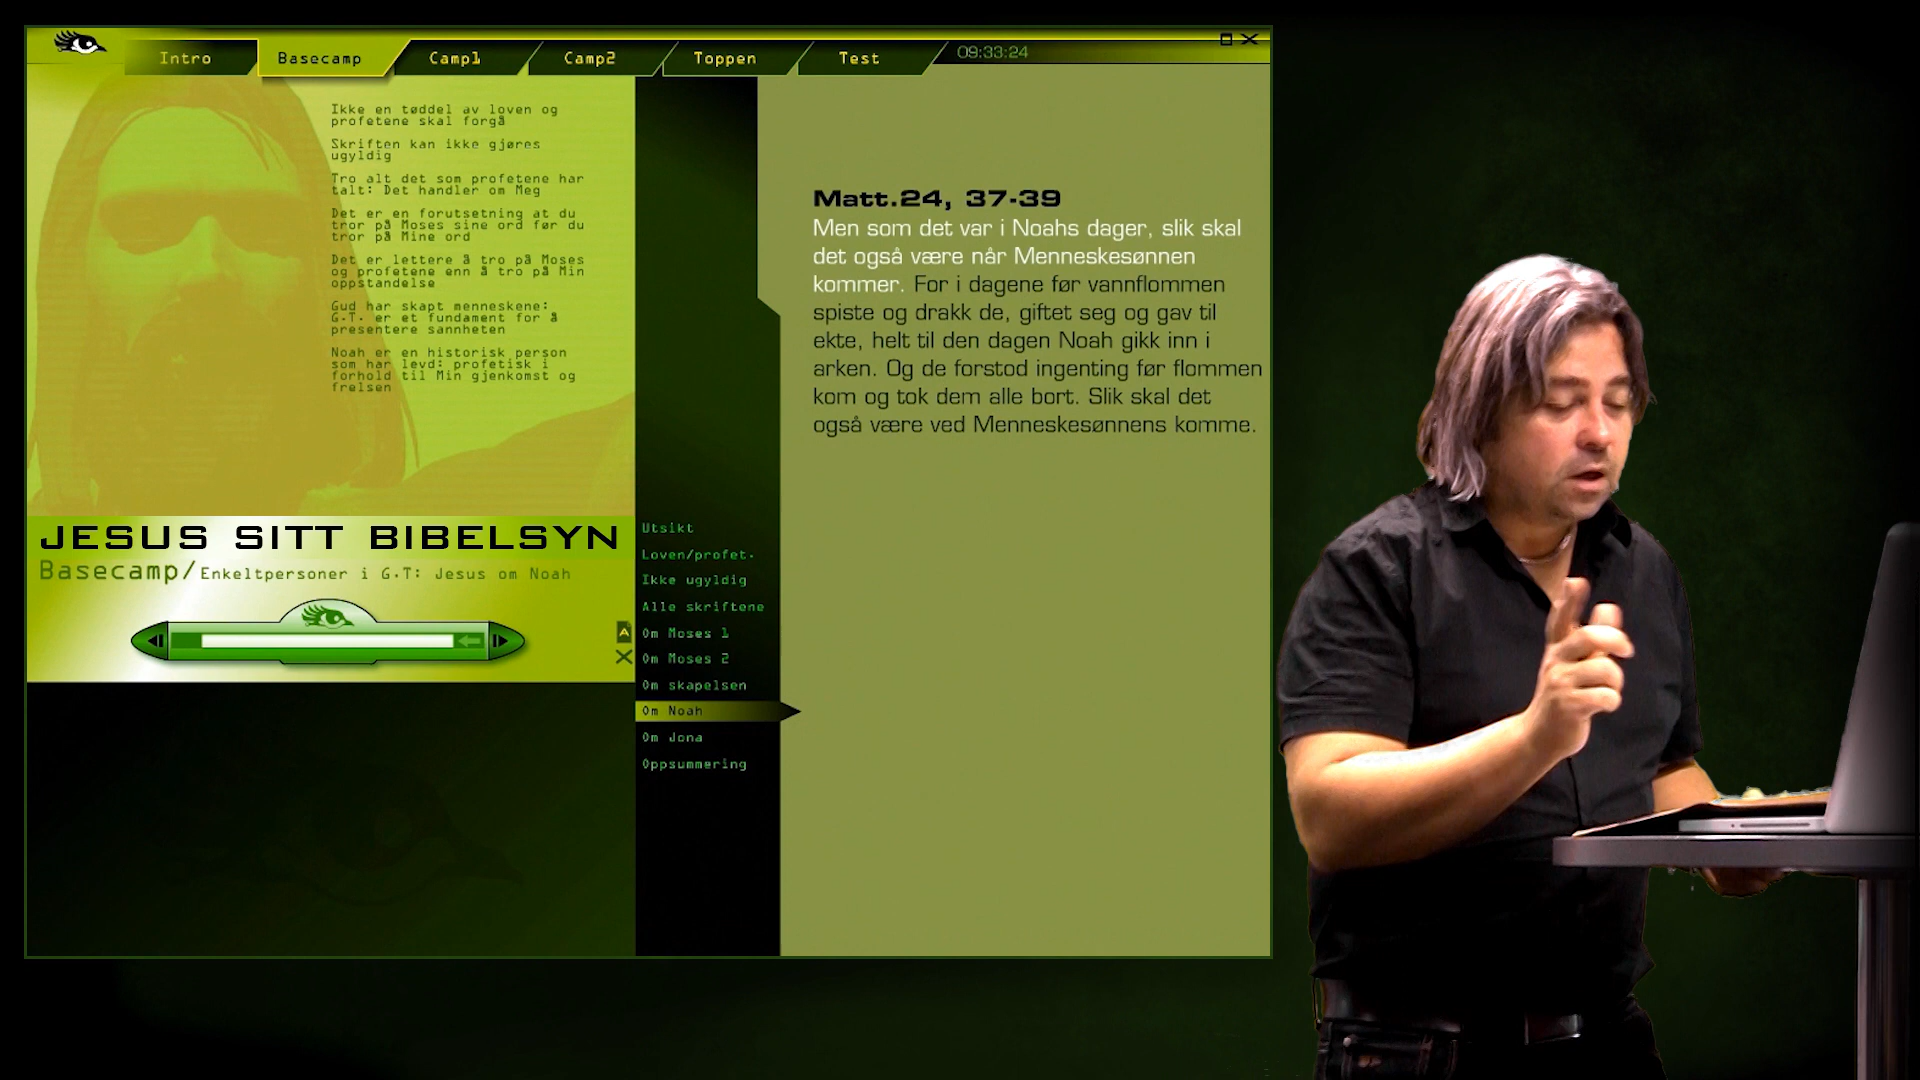 Intro
Basecamp
Camp1
Camp2
Toppen
Test
09:33:24
Ikke en tøddel av loven og
profetene skal forgå
Skriften kan ikke gjøres
ugyldig
Tro alt det som profetene har
talt: Det handler om Meg
Det er en forutsetning at du
tror på Moses sine ord før du
tror på Mine ord
Det er lettere å tro på Moses
og profetene enn å tro på Min
oppstandelse
Gud har skapt menneskene:
G.T. er et fundament for å
presentere sannheten
Noah er en historisk person
som har levd: profetisk i
forhold til Min gjenkomst og
frelsen
JESUS SITT BIBELSYN
Basecamp/Enkeltpersoner i G.T: Jesus om Noah
A
Utsikt
Loven/profet.
Ikke ugyldig
Alle skriftene
Om Moses 1
Om Moses 2
Om skapelsen
Om Noah
Om Jona
Oppsummering
Matt.24, 37-39
Men som det var i Noahs dager, slik skal
det også være når Menneskesønnen
kommer. For i dagene før vannflommen
spiste og drakk de, giftet seg og gav til
ekte, helt til den dagen Noah gikk inn i
arken. Og de forstod ingenting før flommen
kom og tok dem alle bort. Slik skal det
også være ved Menneskesønnens komme.